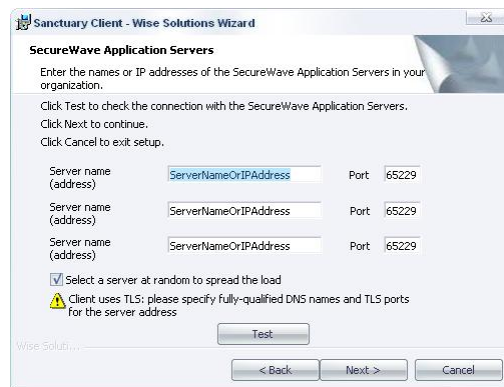 Sanctuary Client - Wise Solutions Wizard
SecureWave Application Servers
Enter the names or IP addresses of the SecureWave Application Servers in your
organization.
Click Test to check the connection with the SecureWave Application Servers.
Click Next to continue.
Click Cancel to exit setup.
Server name
(address)
ServerNameOrIPAddress
Port
65229
Server name
(address)
ServerNameOrIPAddress
Port
65229
Server name
(address)
ServerNameOrIPAddress
Port
65229
Select a server at random to spread the load
Client uses TLS: please specify fully-qualified DNS names and TLS ports
for the server address
Test
Wise Soluti...
< Back
Next >
Cancel